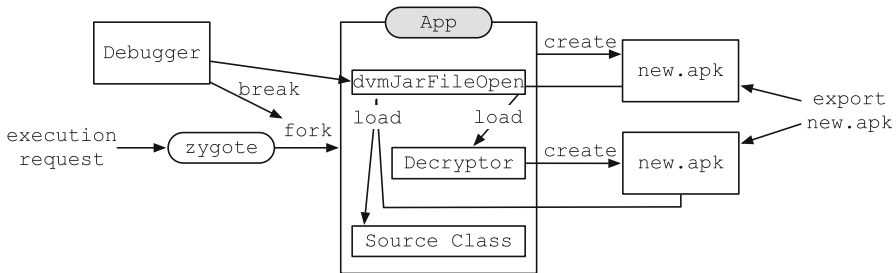 App
Debugger
create
new.apk
dvmJarFileOpen
break
export
new.apk
fork
load
load
execution
request
zygote
Decryptor
create
new.apk
Source Class